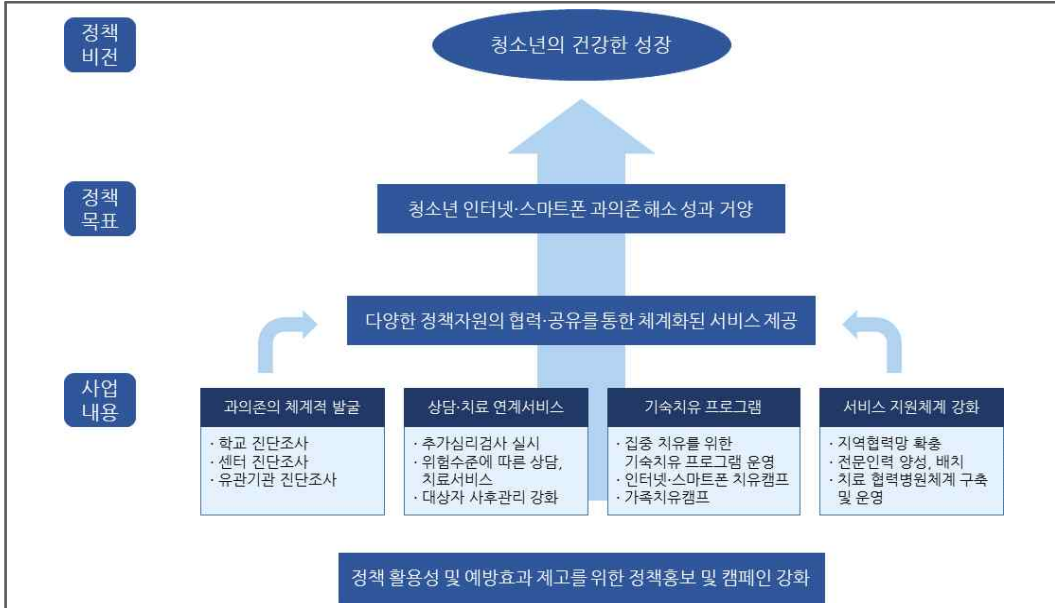 정책
비전
청소년의 건강한 성장
정책
목표
청소년 인터넷·스마트폰 과의존 해소 성과 거양
다양한 정책자원의 협력·공유를 통한 체계화된 서비스 제공
사업
내용
과의존의 체계적 발굴
· 학교 진단조사
· 센터 진단조사
· 유관기관 진단조사
상담·치료 연계서비스
· 추가심리검사 실시
· 위험수준에 따른 상담,
치료서비스
· 대상자 사후관리 강화
기숙치유 프로그램
· 집중 치유를 위한
기숙치유 프로그램 운영
· 인터넷·스마트폰 치유캠프
· 가족치유캠프
서비스 지원체계 강화
· 지역협력망 확충
· 전문인력 양성, 배치
· 치료 협력병원체계 구축
및 운영
정책 활용성 및 예방효과 제고를 위한 정책홍보 및 캠페인 강화